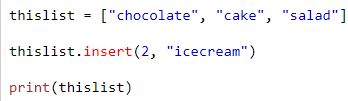 thislist = ["chocolate", "cake", "salad"]
thislist.insert(2, "icecream")
print(thislist)